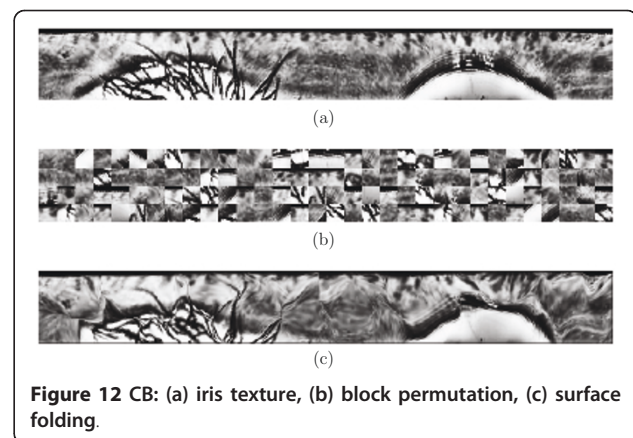 (a)
(b)
(c)
Figure 12 CB: (a) iris texture, (b) block permutation, (c) surface
folding.